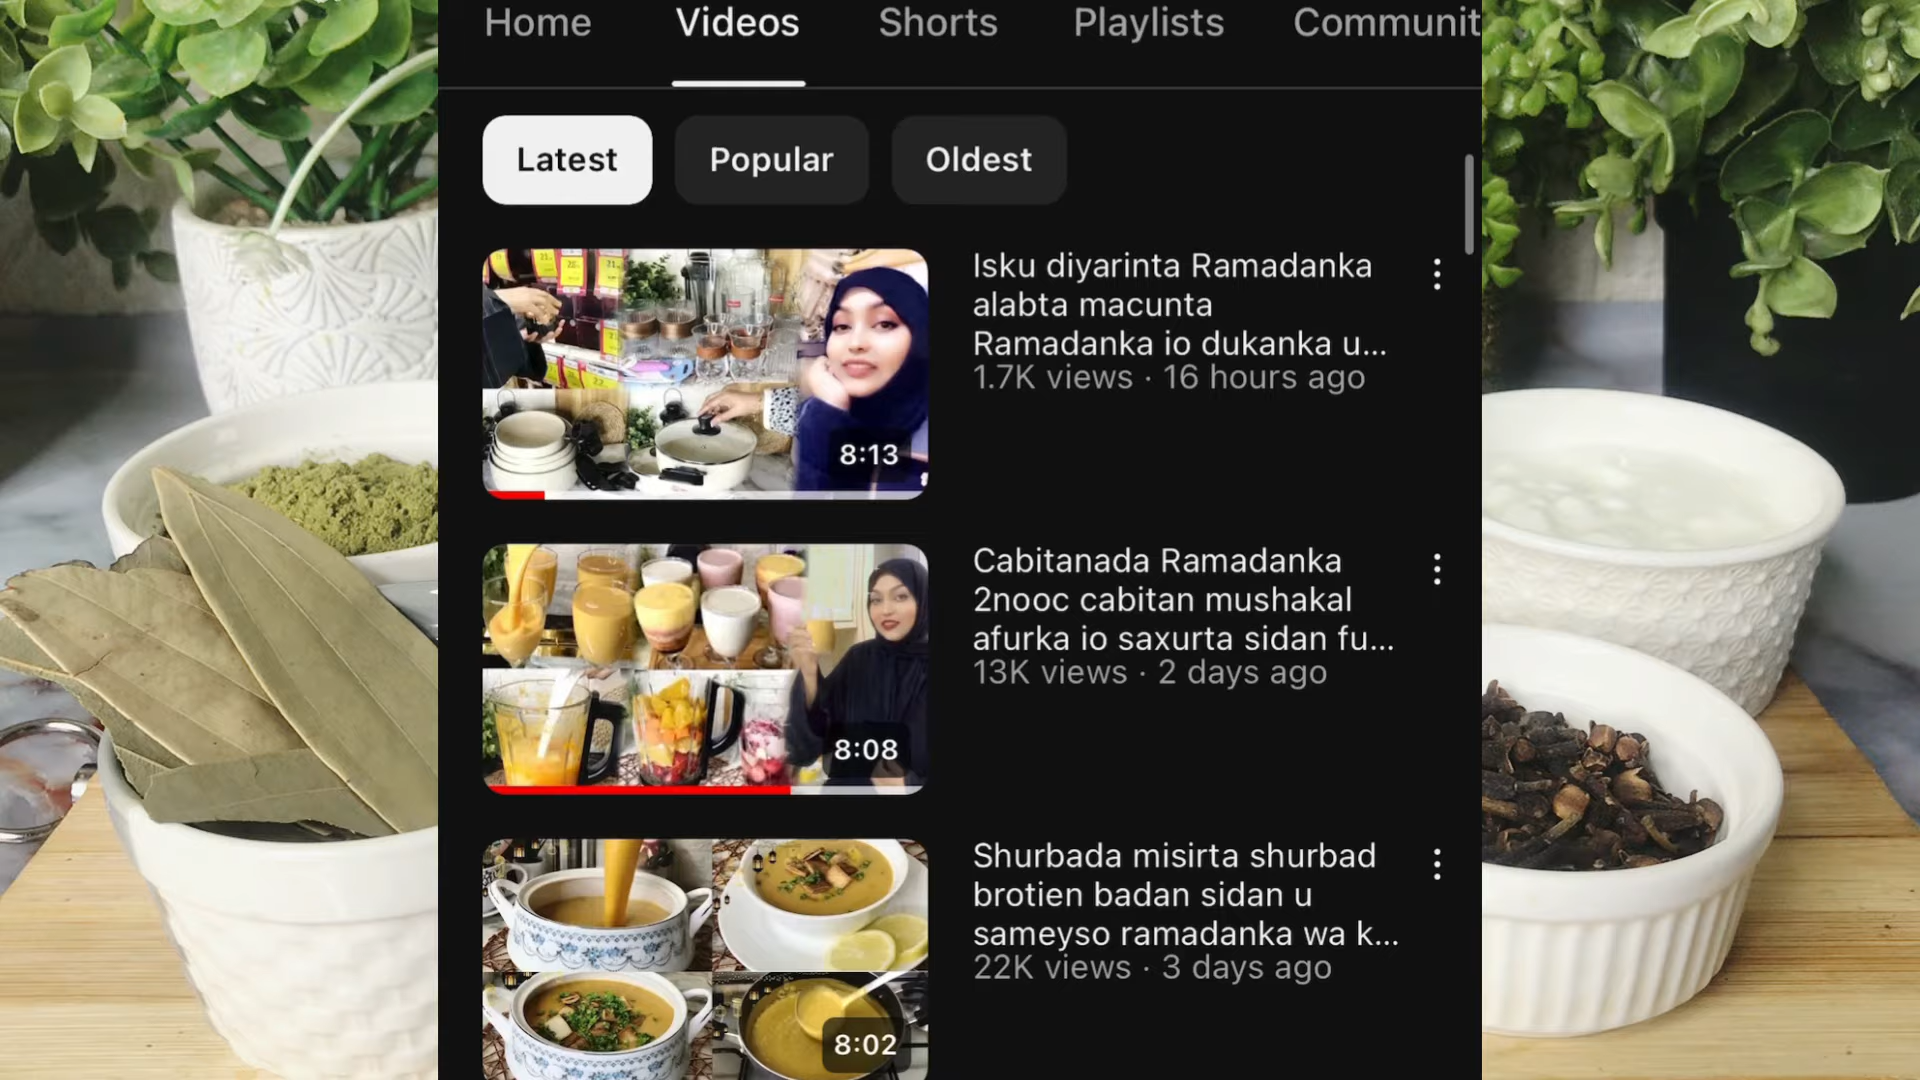 Home Videos Shorts Playlists Communit
Latest Popular Oldest
Isku diyarinta Ramadanka
alabta macunta
Ramadanka io dukanka u...
1.7K views · 16 hours ago
8:13
Cabitanada Ramadanka
2nooc cabitan mushakal
afurka io saxurta sidan fu...
13K views · 2 days ago
8:08
Shurbada misirta shurbad
brotien badan sidan u
sameyso ramadanka wa k...
22K views · 3 days ago
8:02